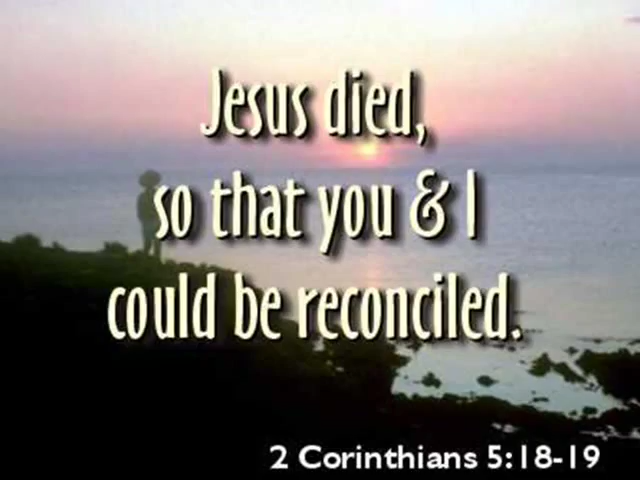 Jesus died,
so that you & I
could be reconciled.
2 Corinthians 5:18-19